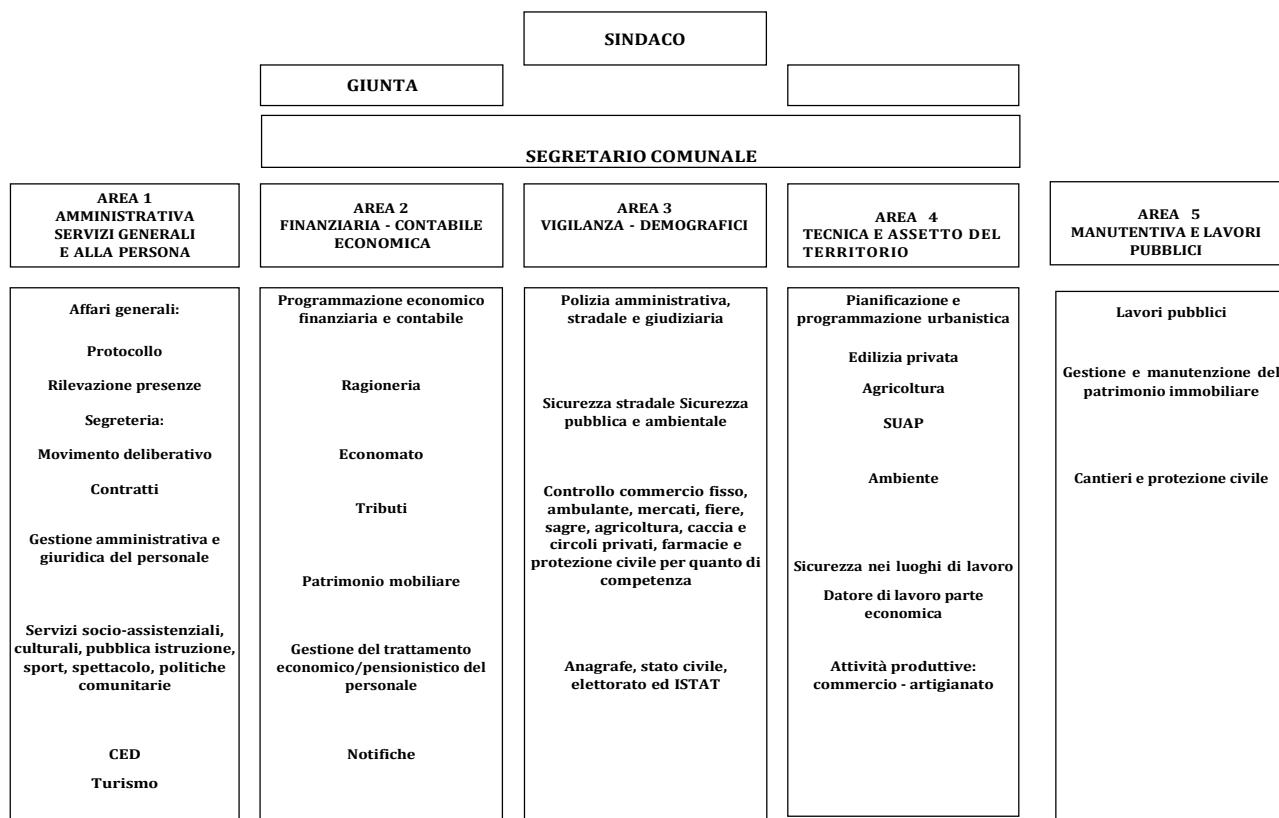 SINDACO
GIUNTA
SEGRETARIO COMUNALE
AREA 1
AMMINISTRATIVA
SERVIZI GENERALI
E ALLA PERSONA
AREA 2
FINANZIARIA - CONTABILE
ECONOMICA
AREA 3
VIGILANZA - DEMOGRAFICI
AREA 4
TECNICA E ASSETTO DEL
TERRITORIO
AREA 5
MANUTENTIVA E LAVORI
PUBBLICI
Affari generali:
Protocollo
Rilevazione presenze
Segreteria:
Movimento deliberativo
Contratti
Gestione amministrativa e
giuridica del personale
Servizi socio-assistenziali,
culturali, pubblica istruzione,
sport, spettacolo, politiche
comunitarie
CED
Turismo
Programmazione economico
finanziaria e contabile
Ragioneria
Economato
Tributi
Patrimonio mobiliare
Gestione del trattamento
economico/pensionistico del
personale
Notifiche
Polizia amministrativa,
stradale e giudiziaria
Sicurezza stradale Sicurezza
pubblica e ambientale
Controllo commercio fisso,
ambulante, mercati, fiere,
sagre, agricoltura, caccia e
circoli privati, farmacie e
protezione civile per quanto di
competenza
Anagrafe, stato civile,
elettorato ed ISTAT
Pianificazione e
programmazione urbanistica
Edilizia privata
Agricoltura
SUAP
Ambiente
Sicurezza nei luoghi di lavoro
Datore di lavoro parte
economica
Attività produttive:
commercio - artigianato
Lavori pubblici
Gestione e manutenzione del
patrimonio immobiliare
Cantieri e protezione civile